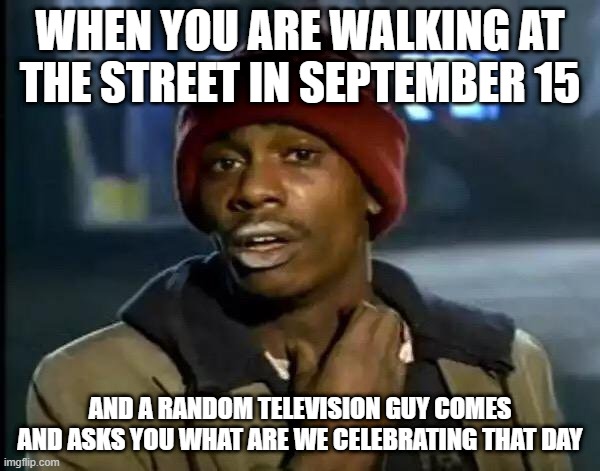 WHEN YOU ARE WALKING AT
THE STREET IN SEPTEMBER 15
AND A RANDOM TELEVISION GUY COMES
AND ASKS YOU WHAT ARE WE CELEBRATING THAT DAY
imgflip.com